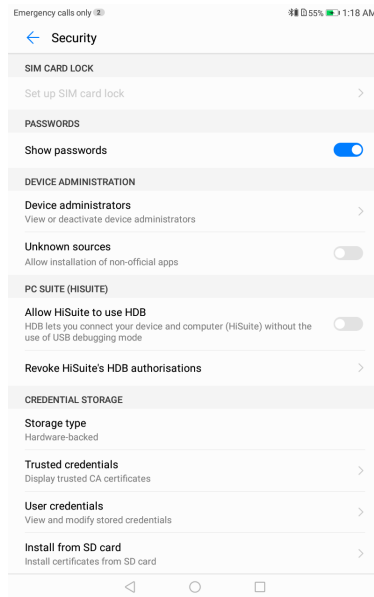 Emergency calls only 2 55% 1:18 AM
Security
SIM CARD LOCK
Set up SIM card lock
PASSWORDS
Show passwords
DEVICE ADMINISTRATION
Device administrators
View or deactivate device administrators
Unknown sources
Allow installation of non-official apps
PC SUITE (HISUITE)
Allow HiSuite to use HDB
HDB lets you connect your device and computer (HiSuite) without the
use of USB debugging mode
Revoke HiSuite's HDB authorisations
CREDENTIAL STORAGE
Storage type
Hardware-backed
Trusted credentials
Display trusted CA certificates
User credentials
View and modify stored credentials
Install from SD card
Install certificates from SD card